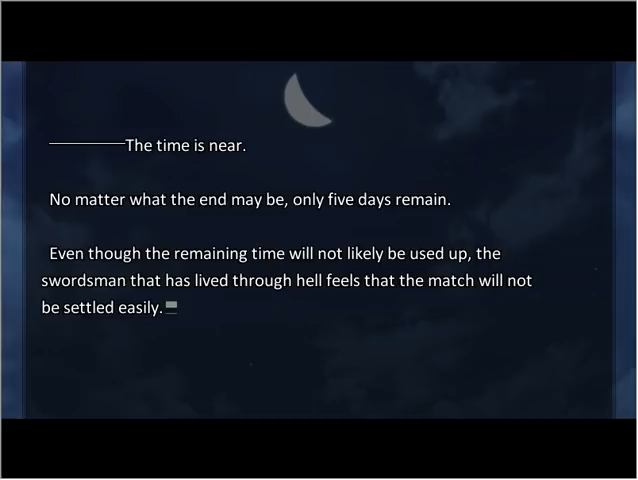 ————The time is near.
No matter what the end may be, only five days remain.
Even though the remaining time will not likely be used up, the
swordsman that has lived through hell feels that the match will not
be settled easily.